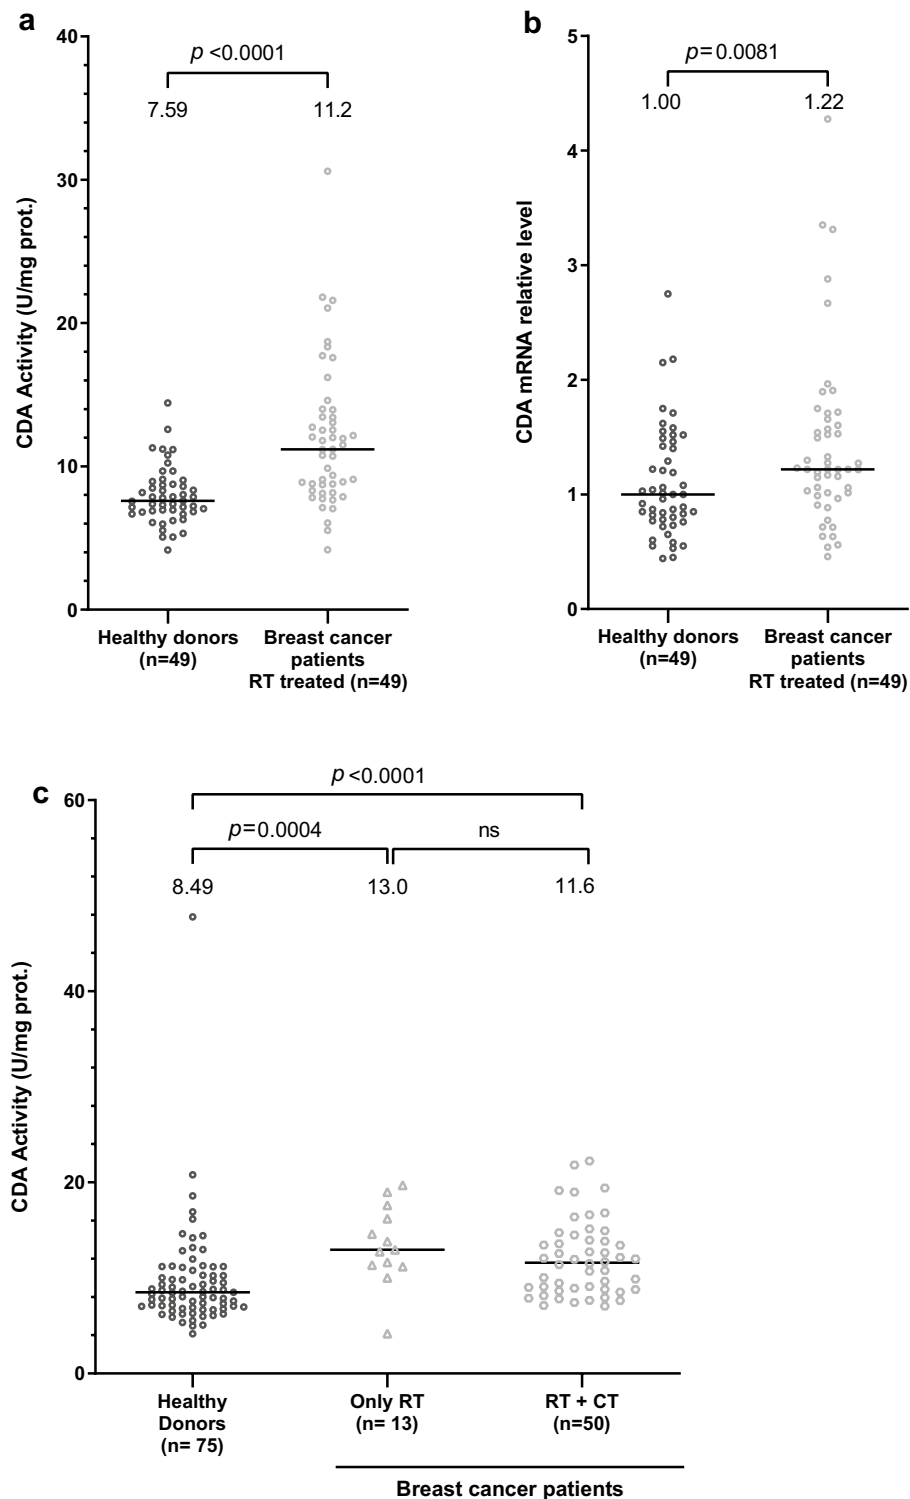 a
CDA Activity (U/mg prot.)
40
30
20
10
0
p <0.0001
7.59
11.2
Healthy donors
(n=49)
Breast cancer
patients
RT treated (n=49)
b
CDA mRNA relative level
5
4
3
2
1
0
p=0.0081
1.00
1.22
Healthy donors
(n=49)
Breast cancer
patients
RT treated (n=49)
c
CDA Activity (U/mg prot.)
60
40
20
0
p <0.0001
p=0.0004
ns
8.49
13.0
11.6
Healthy
Donors
(n= 75)
Only RT
(n= 13)
RT + CT
(n=50)
Breast cancer patients